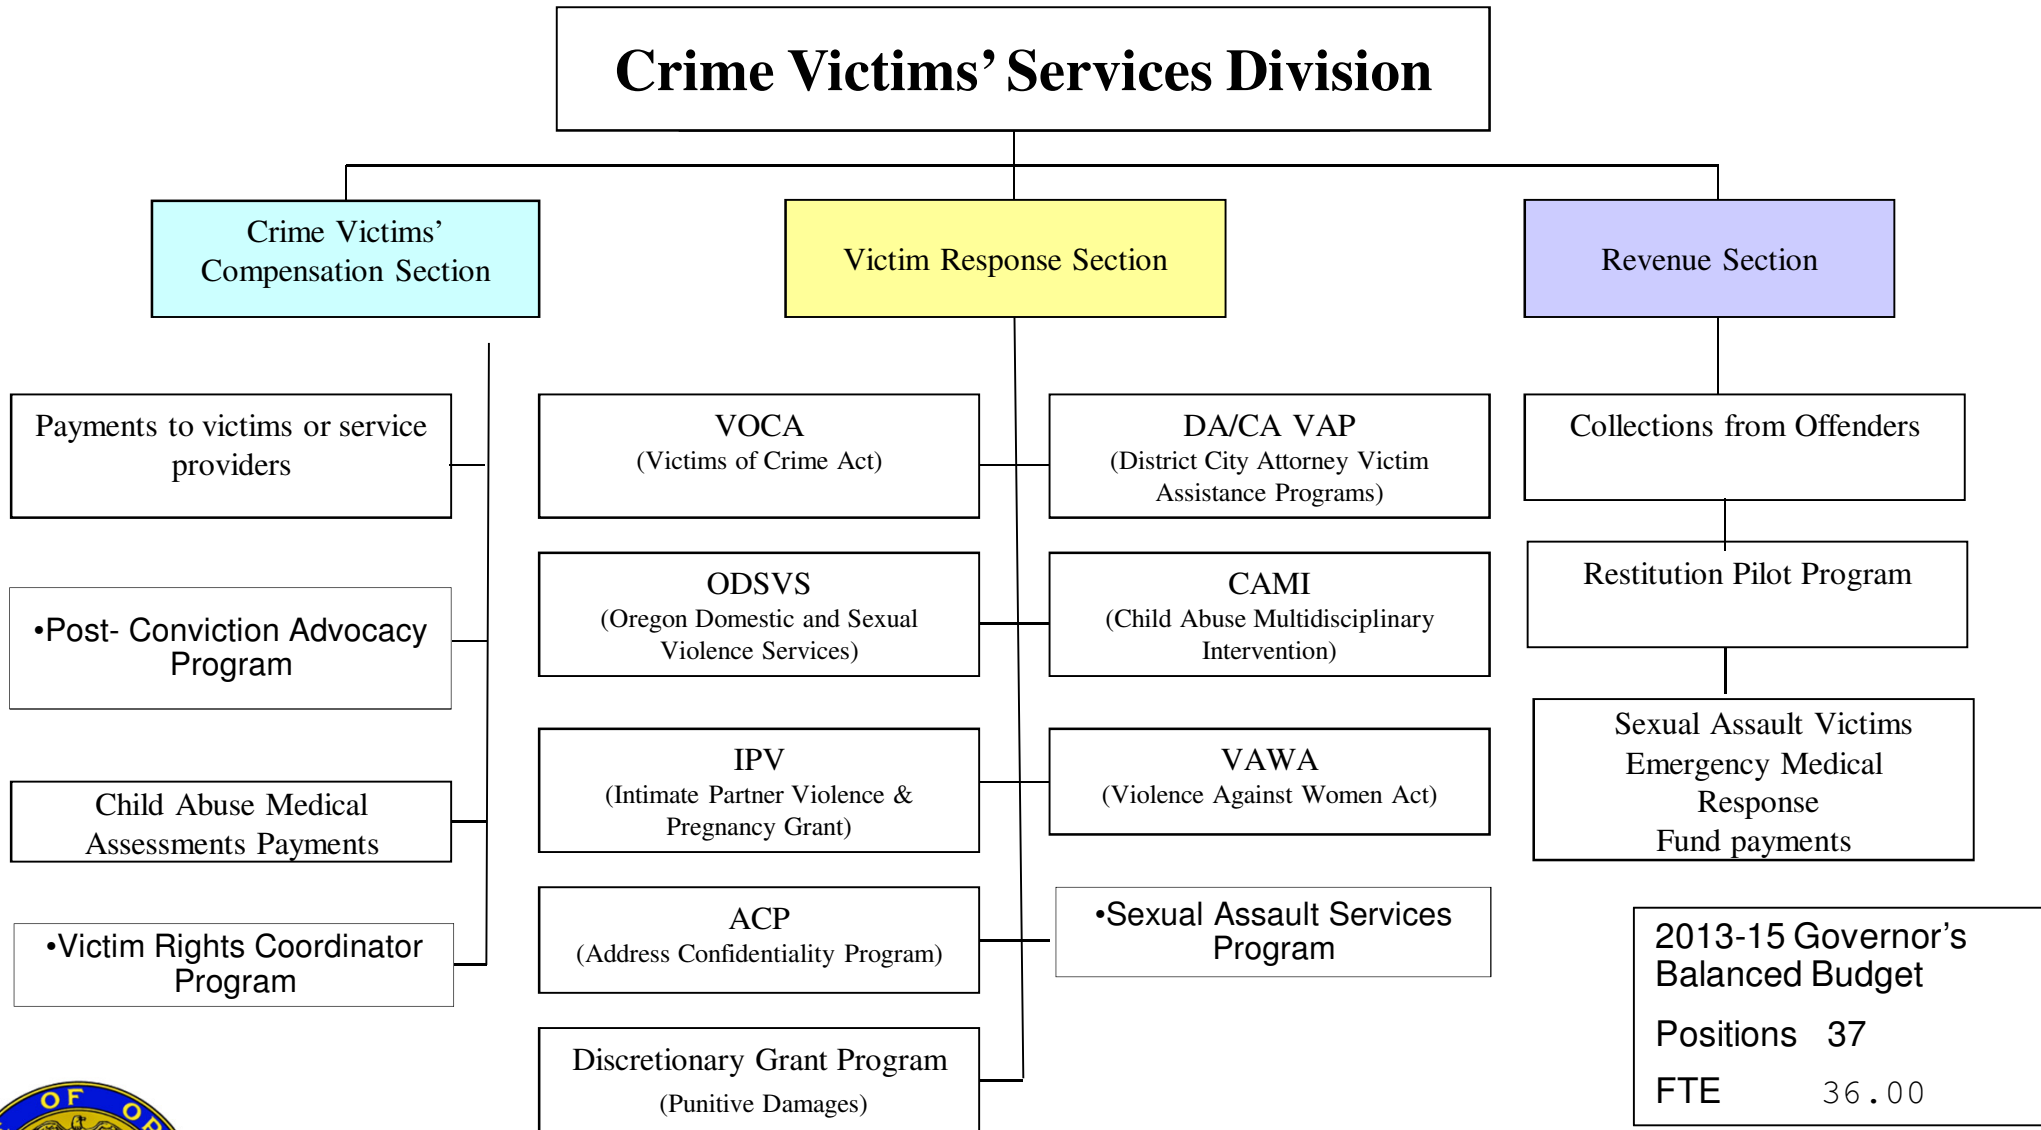 Crime Victims’ Services Division
Crime Victims’
Compensation Section
Victim Response Section
Revenue Section
Payments to victims or service
providers
•Post- Conviction Advocacy
Program
Child Abuse Medical
Assessments Payments
•Victim Rights Coordinator
Program
VOCA
(Victims of Crime Act)
DA/CA VAP
(District City Attorney Victim
Assistance Programs)
ODSVS
(Oregon Domestic and Sexual
Violence Services)
CAMI
(Child Abuse Multidisciplinary
Intervention)
IPV
(Intimate Partner Violence &
Pregnancy Grant)
VAWA
(Violence Against Women Act)
ACP
(Address Confidentiality Program)
•Sexual Assault Services
Program
Discretionary Grant Program
(Punitive Damages)
Collections from Offenders
Restitution Pilot Program
Sexual Assault Victims
Emergency Medical
Response
Fund payments
2013-15 Governor’s
Balanced Budget
Positions 37
FTE 36.00
OF